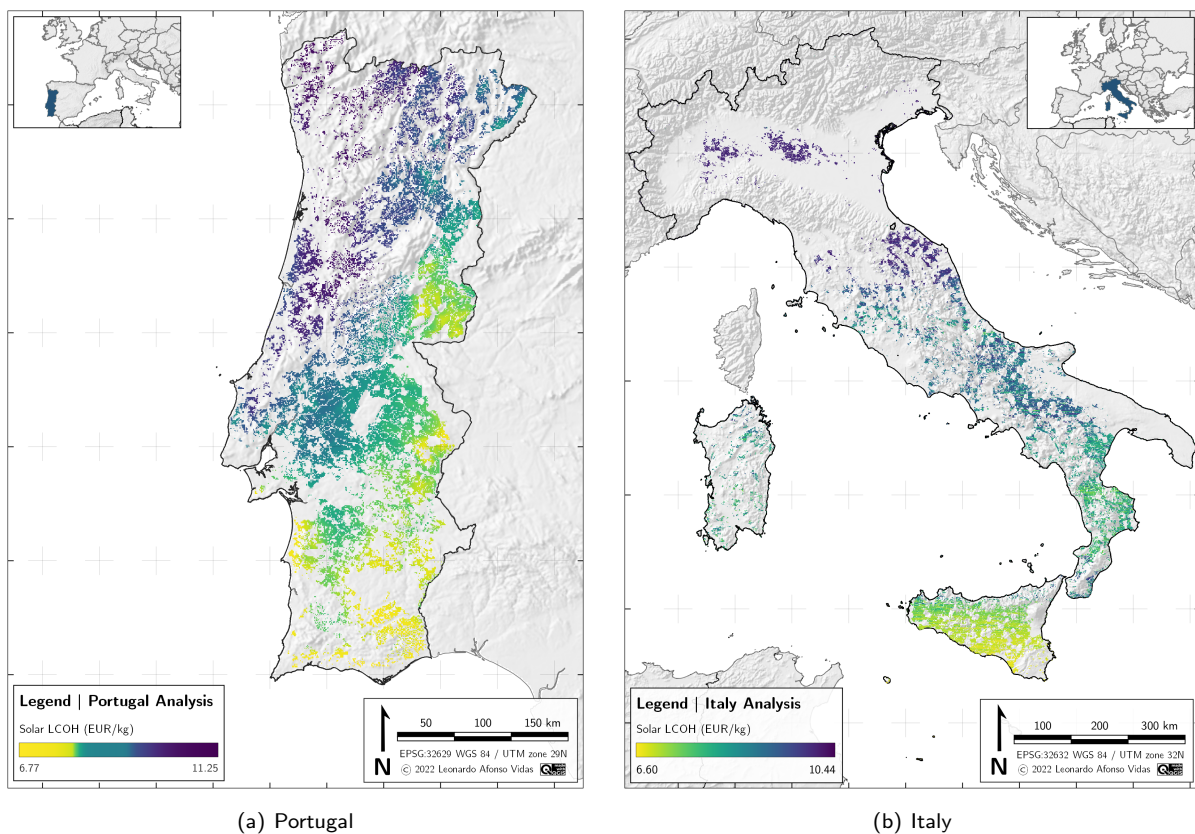 Legend | Portugal Analysis
Solar LCOH (EUR/kg)
6.77 11.25
50 100 150 km
N
EPSG:32629 WGS 84 / UTM zone 29N
© 2022 Leonardo Afonso Vidas
(a) Portugal
Legend | Italy Analysis
Solar LCOH (EUR/kg)
6.60 10.44
100 200 300 km
N
EPSG:32632 WGS 84 / UTM zone 32N
© 2022 Leonardo Afonso Vidas
(b) Italy